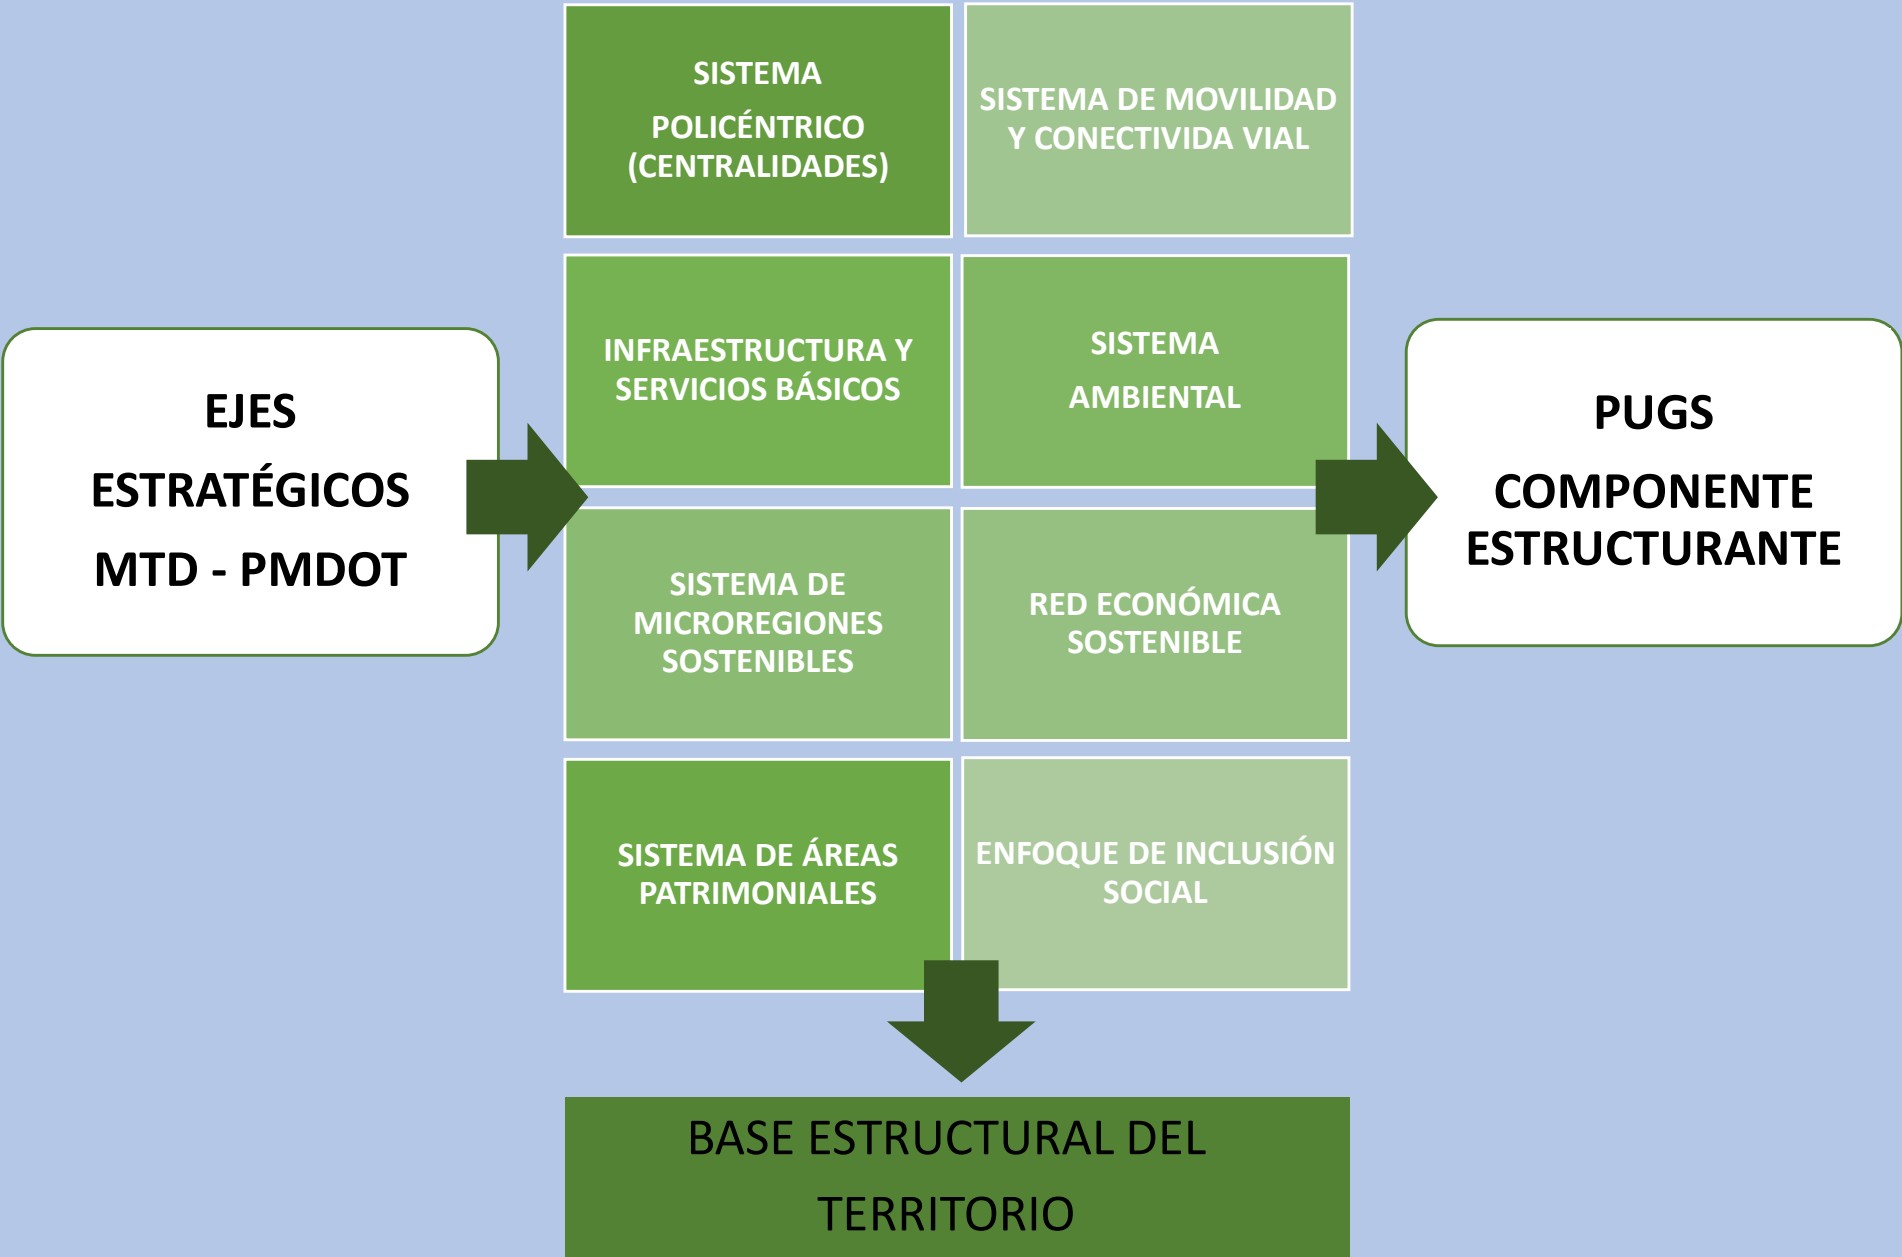 SISTEMA
POLICÉNTRICO
(CENTRALIDADES)
SISTEMA DE MOVILIDAD
Y CONECTIVIDA VIAL
INFRAESTRUCTURA Y
SERVICIOS BÁSICOS
SISTEMA
AMBIENTAL
EJES
ESTRATÉGICOS
MTD - PMDOT
PUGS
COMPONENTE
ESTRUCTURANTE
SISTEMA DE
MICROREGIONES
SOSTENIBLES
RED ECONÓMICA
SOSTENIBLE
SISTEMA DE ÁREAS
PATRIMONIALES
ENFOQUE DE INCLUSIÓN
SOCIAL
BASE ESTRUCTURAL DEL
TERRITORIO